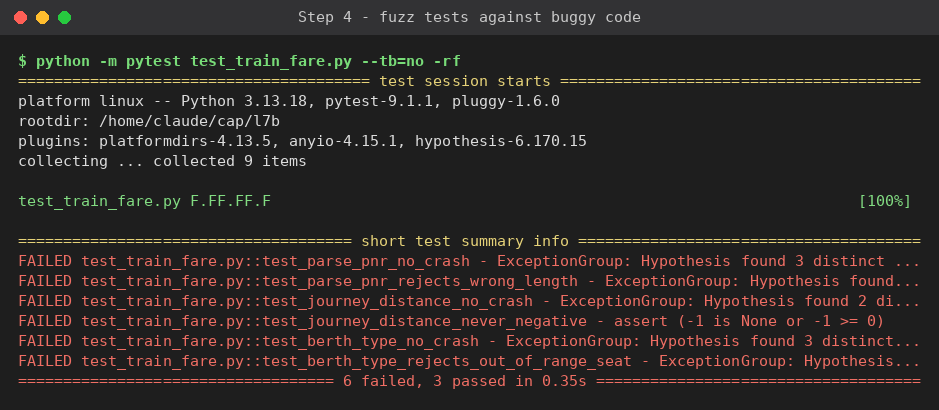 Step 4 - fuzz tests against buggy code
$ python -m pytest test_train_fare.py --tb=no -rf
======================================= test session starts ========================================
platform linux -- Python 3.13.18, pytest-9.1.1, pluggy-1.6.0
rootdir: /home/claude/cap/l7b
plugins: platformdirs-4.13.5, anyio-4.15.1, hypothesis-6.170.15
collecting ... collected 9 items
test_train_fare.py F.FF.FF.F [100%]
===================================== short test summary info ======================================
FAILED test_train_fare.py::test_parse_pnr_no_crash - ExceptionGroup: Hypothesis found 3 distinct ...
FAILED test_train_fare.py::test_parse_pnr_rejects_wrong_length - ExceptionGroup: Hypothesis found...
FAILED test_train_fare.py::test_journey_distance_no_crash - ExceptionGroup: Hypothesis found 2 di...
FAILED test_train_fare.py::test_journey_distance_never_negative - assert (-1 is None or -1 >= 0)
FAILED test_train_fare.py::test_berth_type_no_crash - ExceptionGroup: Hypothesis found 3 distinct...
FAILED test_train_fare.py::test_berth_type_rejects_out_of_range_seat - ExceptionGroup: Hypothesis...
=================================== 6 failed, 3 passed in 0.35s ====================================